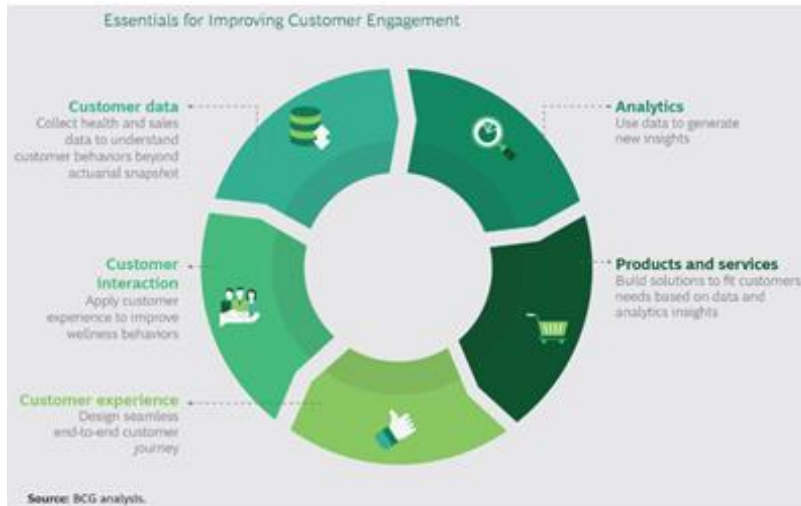 Essentials for Improving Customer Engagement
Customer data
Collect health and sales
data to understand
customer behaviors beyond
actuarial snapshot
Analytics
Use data to generate
new insights
Customer
interaction
Apply customer
experience to improve
wellness behaviors
Products and services
Build solutions to fit customers
needs based on data and
analytics insights
Customer experience
Design seamless
end-to-end customer
journey
Source: BCG analysis.